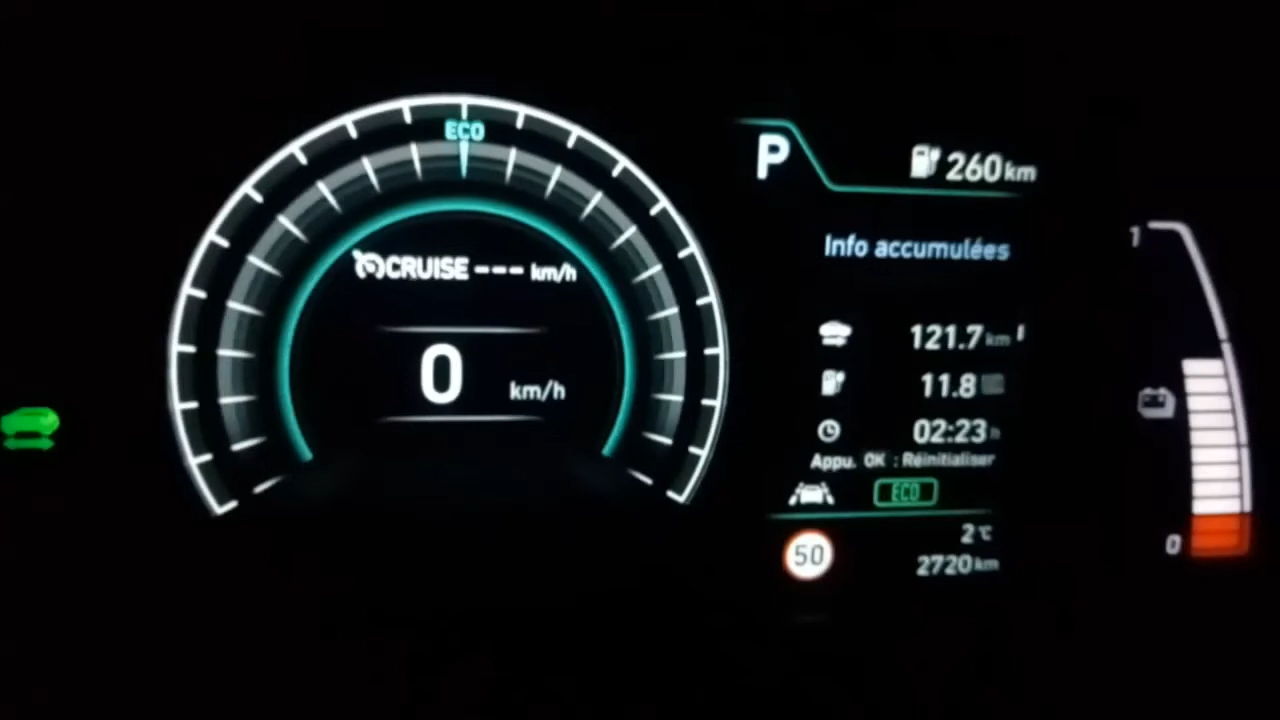 ECO
CRUISE --- km/h
0 km/h
P 260 km
Info accumulées
121.7 km
11.8
02:23 h
Appu. OK : Réinitialiser
ECO
50
2 °C
2720 km
1
0